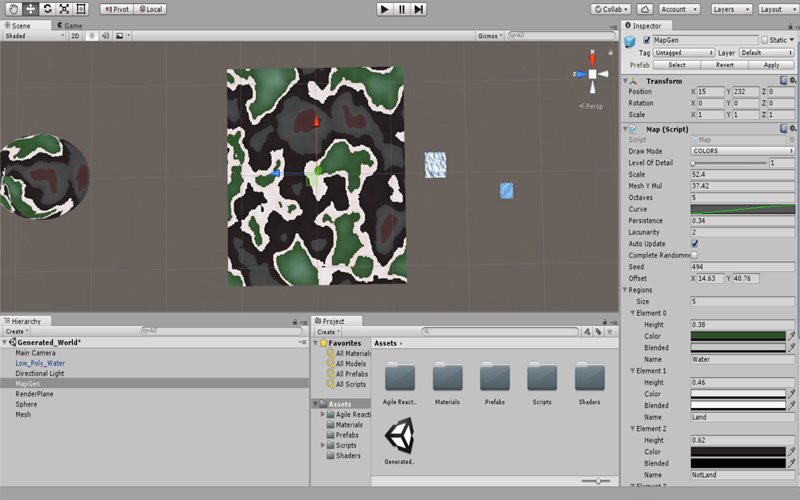 Pivot Local Collab Account Layers Layout
Scene Game
Shaded 2D Gizmos All
x
z
Persp
Inspector
MapGen Static
Tag Untagged Layer Default
Prefab Select Revert Apply
Transform
Position X 15 Y 232 Z 0
Rotation X 0 Y 0 Z 0
Scale X 1 Y 1 Z 1
Map (Script)
Script Map
Draw Mode COLORS
Level Of Detail 1
Scale 52.4
Mesh Y Mul 37.42
Octaves 5
Curve
Persistence 0.34
Lacunarity 2
Auto Update
Complete Randomne
Seed 494
Offset X 14.63 Y 40.76
Regions
Size 5
Element 0
Height 0.38
Color
Blended
Name Water
Element 1
Height 0.46
Color
Blended
Name Land
Element 2
Height 0.62
Color
Blended
Name NotLand
Hierarchy
Create All
Generated_World*
Main Camera
Low_Poly_Water
Directional Light
MapGen
RenderPlane
Sphere
Mesh
Project
Create
Favorites
All Materials
All Models
All Prefabs
All Scripts
Assets
Agile Reacti
Materials
Prefabs
Scripts
Shaders
Assets
Agile React... Materials Prefabs Scripts Shaders
Generated...